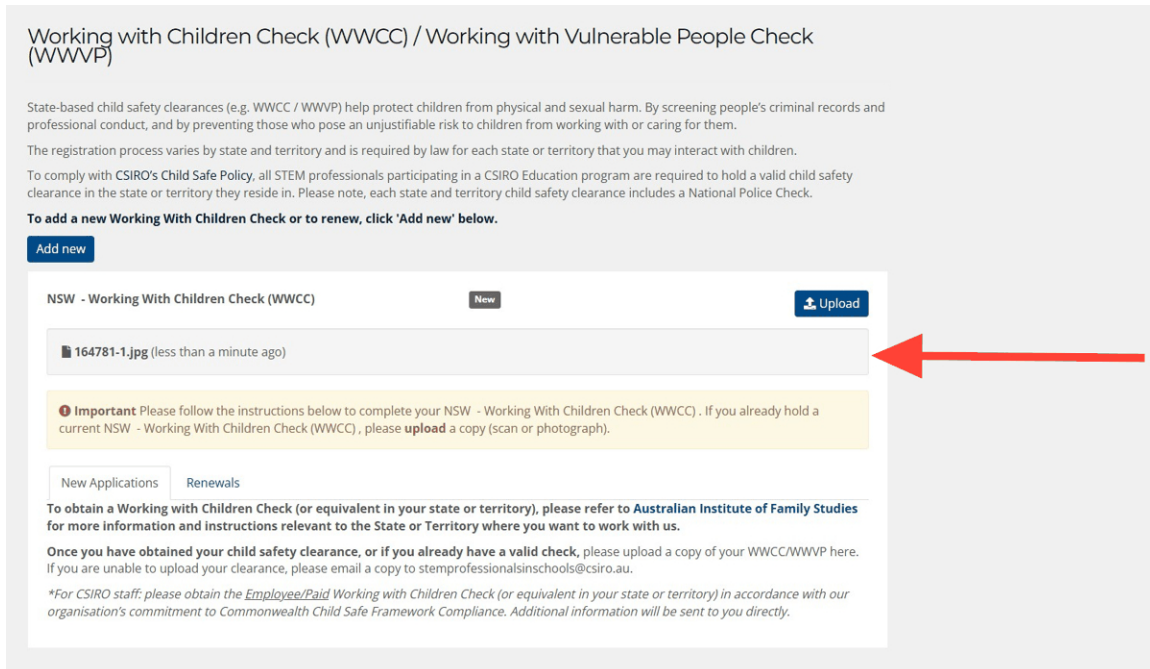 Working with Children Check (WWCC) / Working with Vulnerable People Check
(WWVP)
State-based child safety clearances (e.g. WWCC / WWVP) help protect children from physical and sexual harm. By screening people's criminal records and
professional conduct, and by preventing those who pose an unjustifiable risk to children from working with or caring for them.
The registration process varies by state and territory and is required by law for each state or territory that you may interact with children.
To comply with CSIRO's Child Safe Policy, all STEM professionals participating in a CSIRO Education program are required to hold a valid child safety
clearance in the state or territory they reside in. Please note, each state and territory child safety clearance includes a National Police Check.
To add a new Working With Children Check or to renew, click 'Add new' below.
Add new
NSW - Working With Children Check (WWCC) New Upload
164781-1.jpg (less than a minute ago)
Important Please follow the instructions below to complete your NSW - Working With Children Check (WWCC) . If you already hold a
current NSW - Working With Children Check (WWCC) , please upload a copy (scan or photograph).
New Applications Renewals
To obtain a Working with Children Check (or equivalent in your state or territory), please refer to Australian Institute of Family Studies
for more information and instructions relevant to the State or Territory where you want to work with us.
Once you have obtained your child safety clearance, or if you already have a valid check, please upload a copy of your WWCC/WWVP here.
If you are unable to upload your clearance, please email a copy to stemprofessionalsinschools@csiro.au.
*For CSIRO staff: please obtain the Employee/Paid Working with Children Check (or equivalent in your state or territory) in accordance with our
organisation's commitment to Commonwealth Child Safe Framework Compliance. Additional information will be sent to you directly.